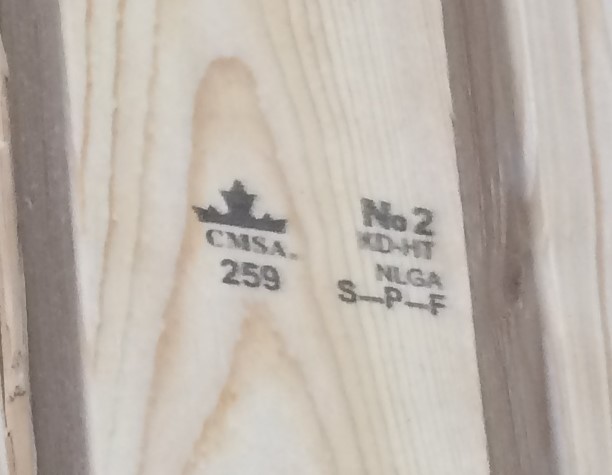 CMSA
259
No 2
KD-HT
NLGA
S-P-F